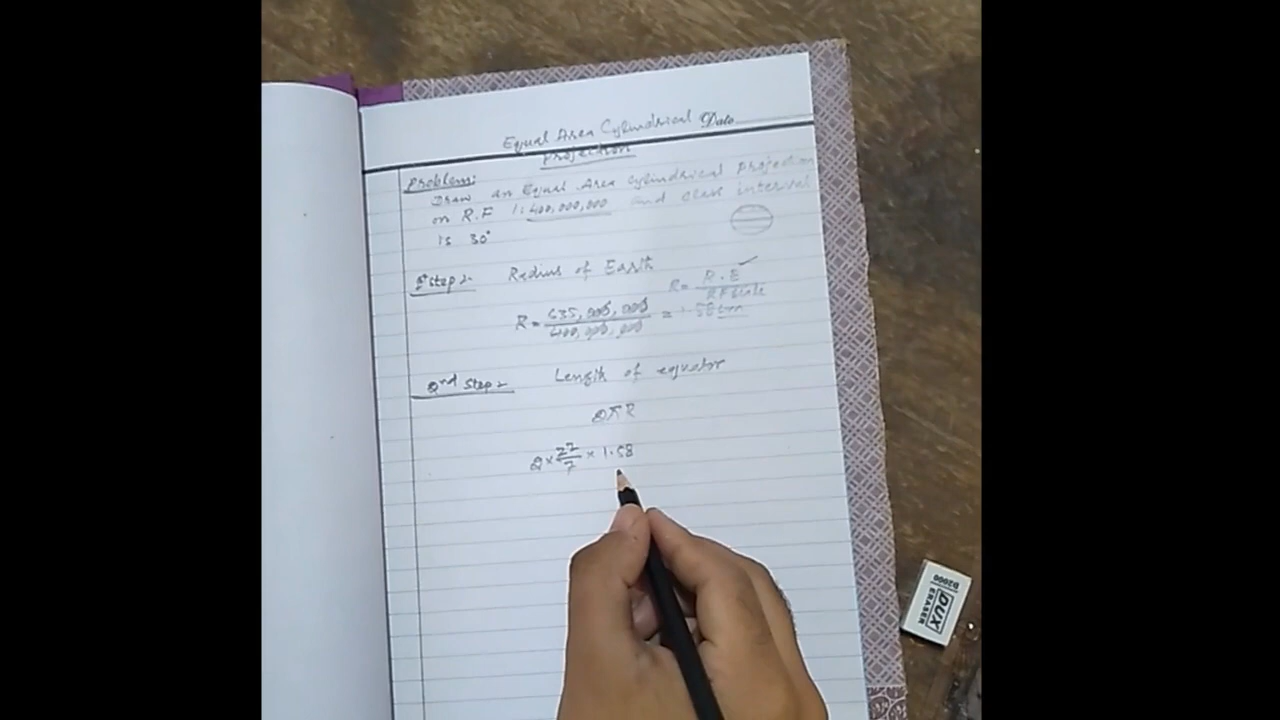 Equal Area Cylindrical Date
Projection
Problem:
Draw an Equal Area cylindrical Projection
on R.F 1:400,000,000 and class interval
is 30°
1st step:- Radius of Earth R = R.E / RF scale
R = 635,000,000 / 400,000,000 = 1.58 cm
2nd step:- Length of equator
2πR
2 × 22/7 × 1.58
D2000
DUX
ERASER